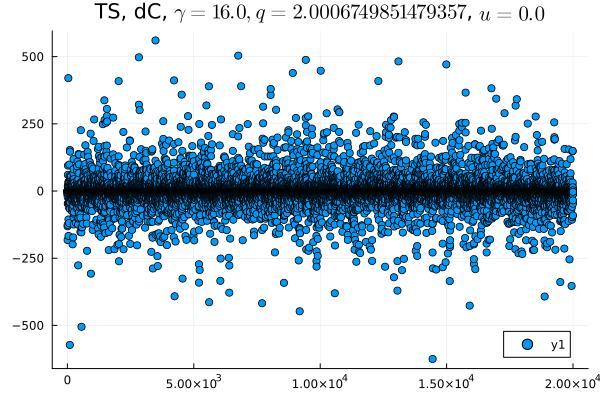 TS, dC, γ = 16.0, q = 2.0006749851479357, u = 0.0
500
250
0
−250
−500
y1
0 5.00×10³ 1.00×10⁴ 1.50×10⁴ 2.00×10⁴